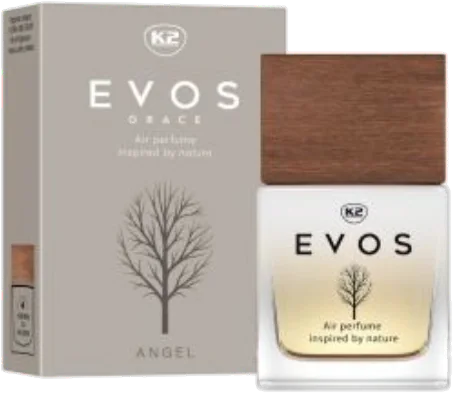 K2
EVOS
GRACE
Air perfume
inspired by nature
ANGEL
K2
EVOS
Air perfume
inspired by nature